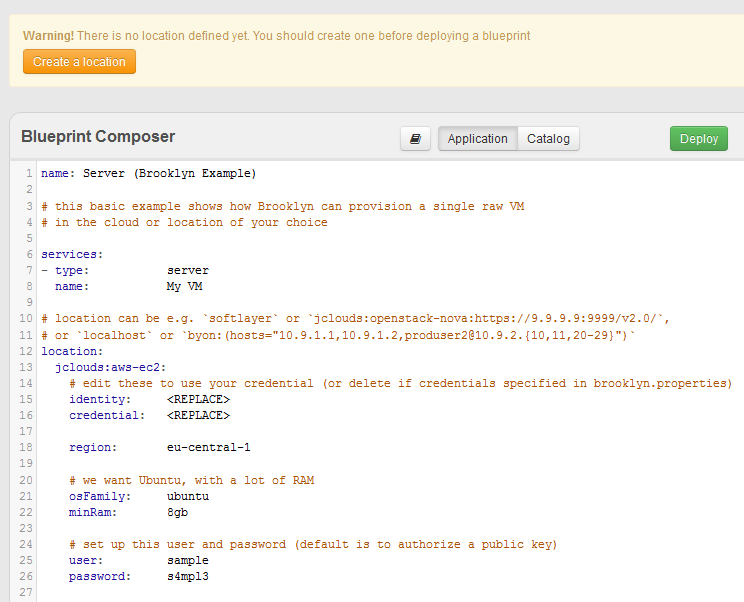 Warning! There is no location defined yet. You should create one before deploying a blueprint
Create a location
Blueprint Composer Application Catalog Deploy
1 name: Server (Brooklyn Example)
2
3 # this basic example shows how Brooklyn can provision a single raw VM
4 # in the cloud or location of your choice
5
6 services:
7 - type: server
8 name: My VM
9
10 # location can be e.g. `softlayer` or `jclouds:openstack-nova:https://9.9.9.9:9999/v2.0/`,
11 # or `localhost` or `byon:(hosts="10.9.1.1,10.9.1.2,produser2@10.9.2.{10,11,20-29}")`
12 location:
13 jclouds:aws-ec2:
14 # edit these to use your credential (or delete if credentials specified in brooklyn.properties)
15 identity: <REPLACE>
16 credential: <REPLACE>
17
18 region: eu-central-1
19
20 # we want Ubuntu, with a lot of RAM
21 osFamily: ubuntu
22 minRam: 8gb
23
24 # set up this user and password (default is to authorize a public key)
25 user: sample
26 password: s4mpl3
27